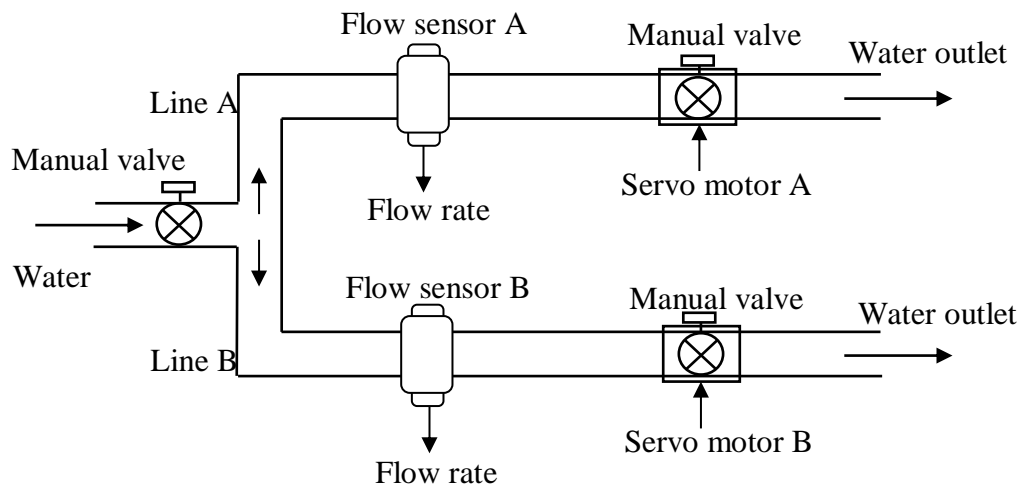 Flow sensor A
Manual valve
Water outlet
Line A
Manual valve
Servo motor A
Flow rate
Water
Flow sensor B
Manual valve
Water outlet
Line B
Servo motor B
Flow rate